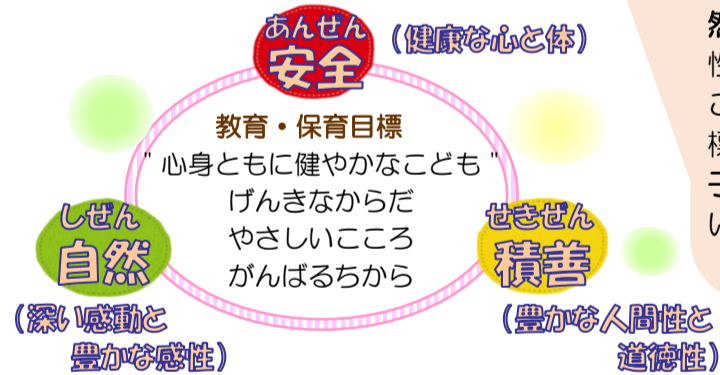 あんぜん
安全
(健康な心と体)
教育・保育目標
" 心身ともに健やかなこども "
げんきなからだ
やさしいこころ
がんばるちから
しぜん
自然
(深い感動と
豊かな感性)
せきぜん
積善
(豊かな人間性と
道徳性)